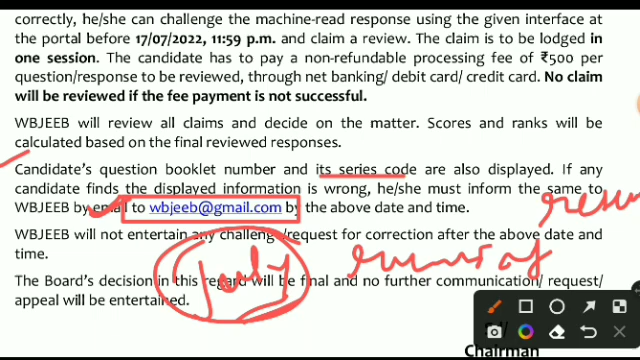 correctly, he/she can challenge the machine-read response using the given interface at
the portal before 17/07/2022, 11:59 p.m. and claim a review. The claim is to be lodged in
one session. The candidate has to pay a non-refundable processing fee of ₹500 per
question/response to be reviewed, through net banking/ debit card/ credit card. No claim
will be reviewed if the fee payment is not successful.
WBJEEB will review all claims and decide on the matter. Scores and ranks will be
calculated based on the final reviewed responses.
Candidate's question booklet number and its series code are also displayed. If any
candidate finds the displayed information is wrong, he/she must inform the same to
WBJEEB by email to wbjeeb@gmail.com by the above date and time.
WBJEEB will not entertain any challenge/request for correction after the above date and
time.
July
The Board's decision in this regard will be final and no further communication/ request/
appeal will be entertained.
Chairman